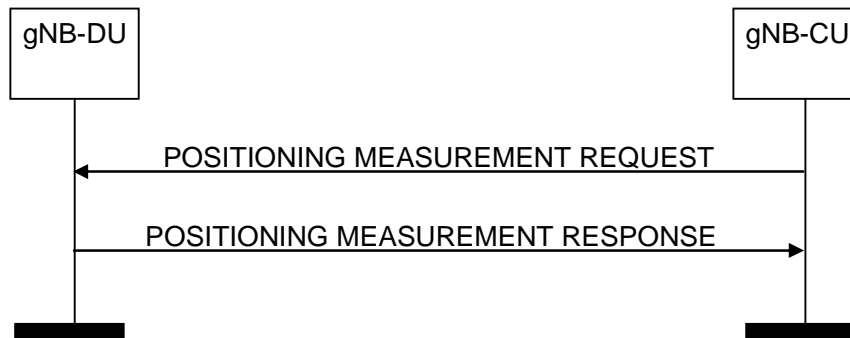 gNB-DU
gNB-CU
POSITIONING MEASUREMENT REQUEST
POSITIONING MEASUREMENT RESPONSE